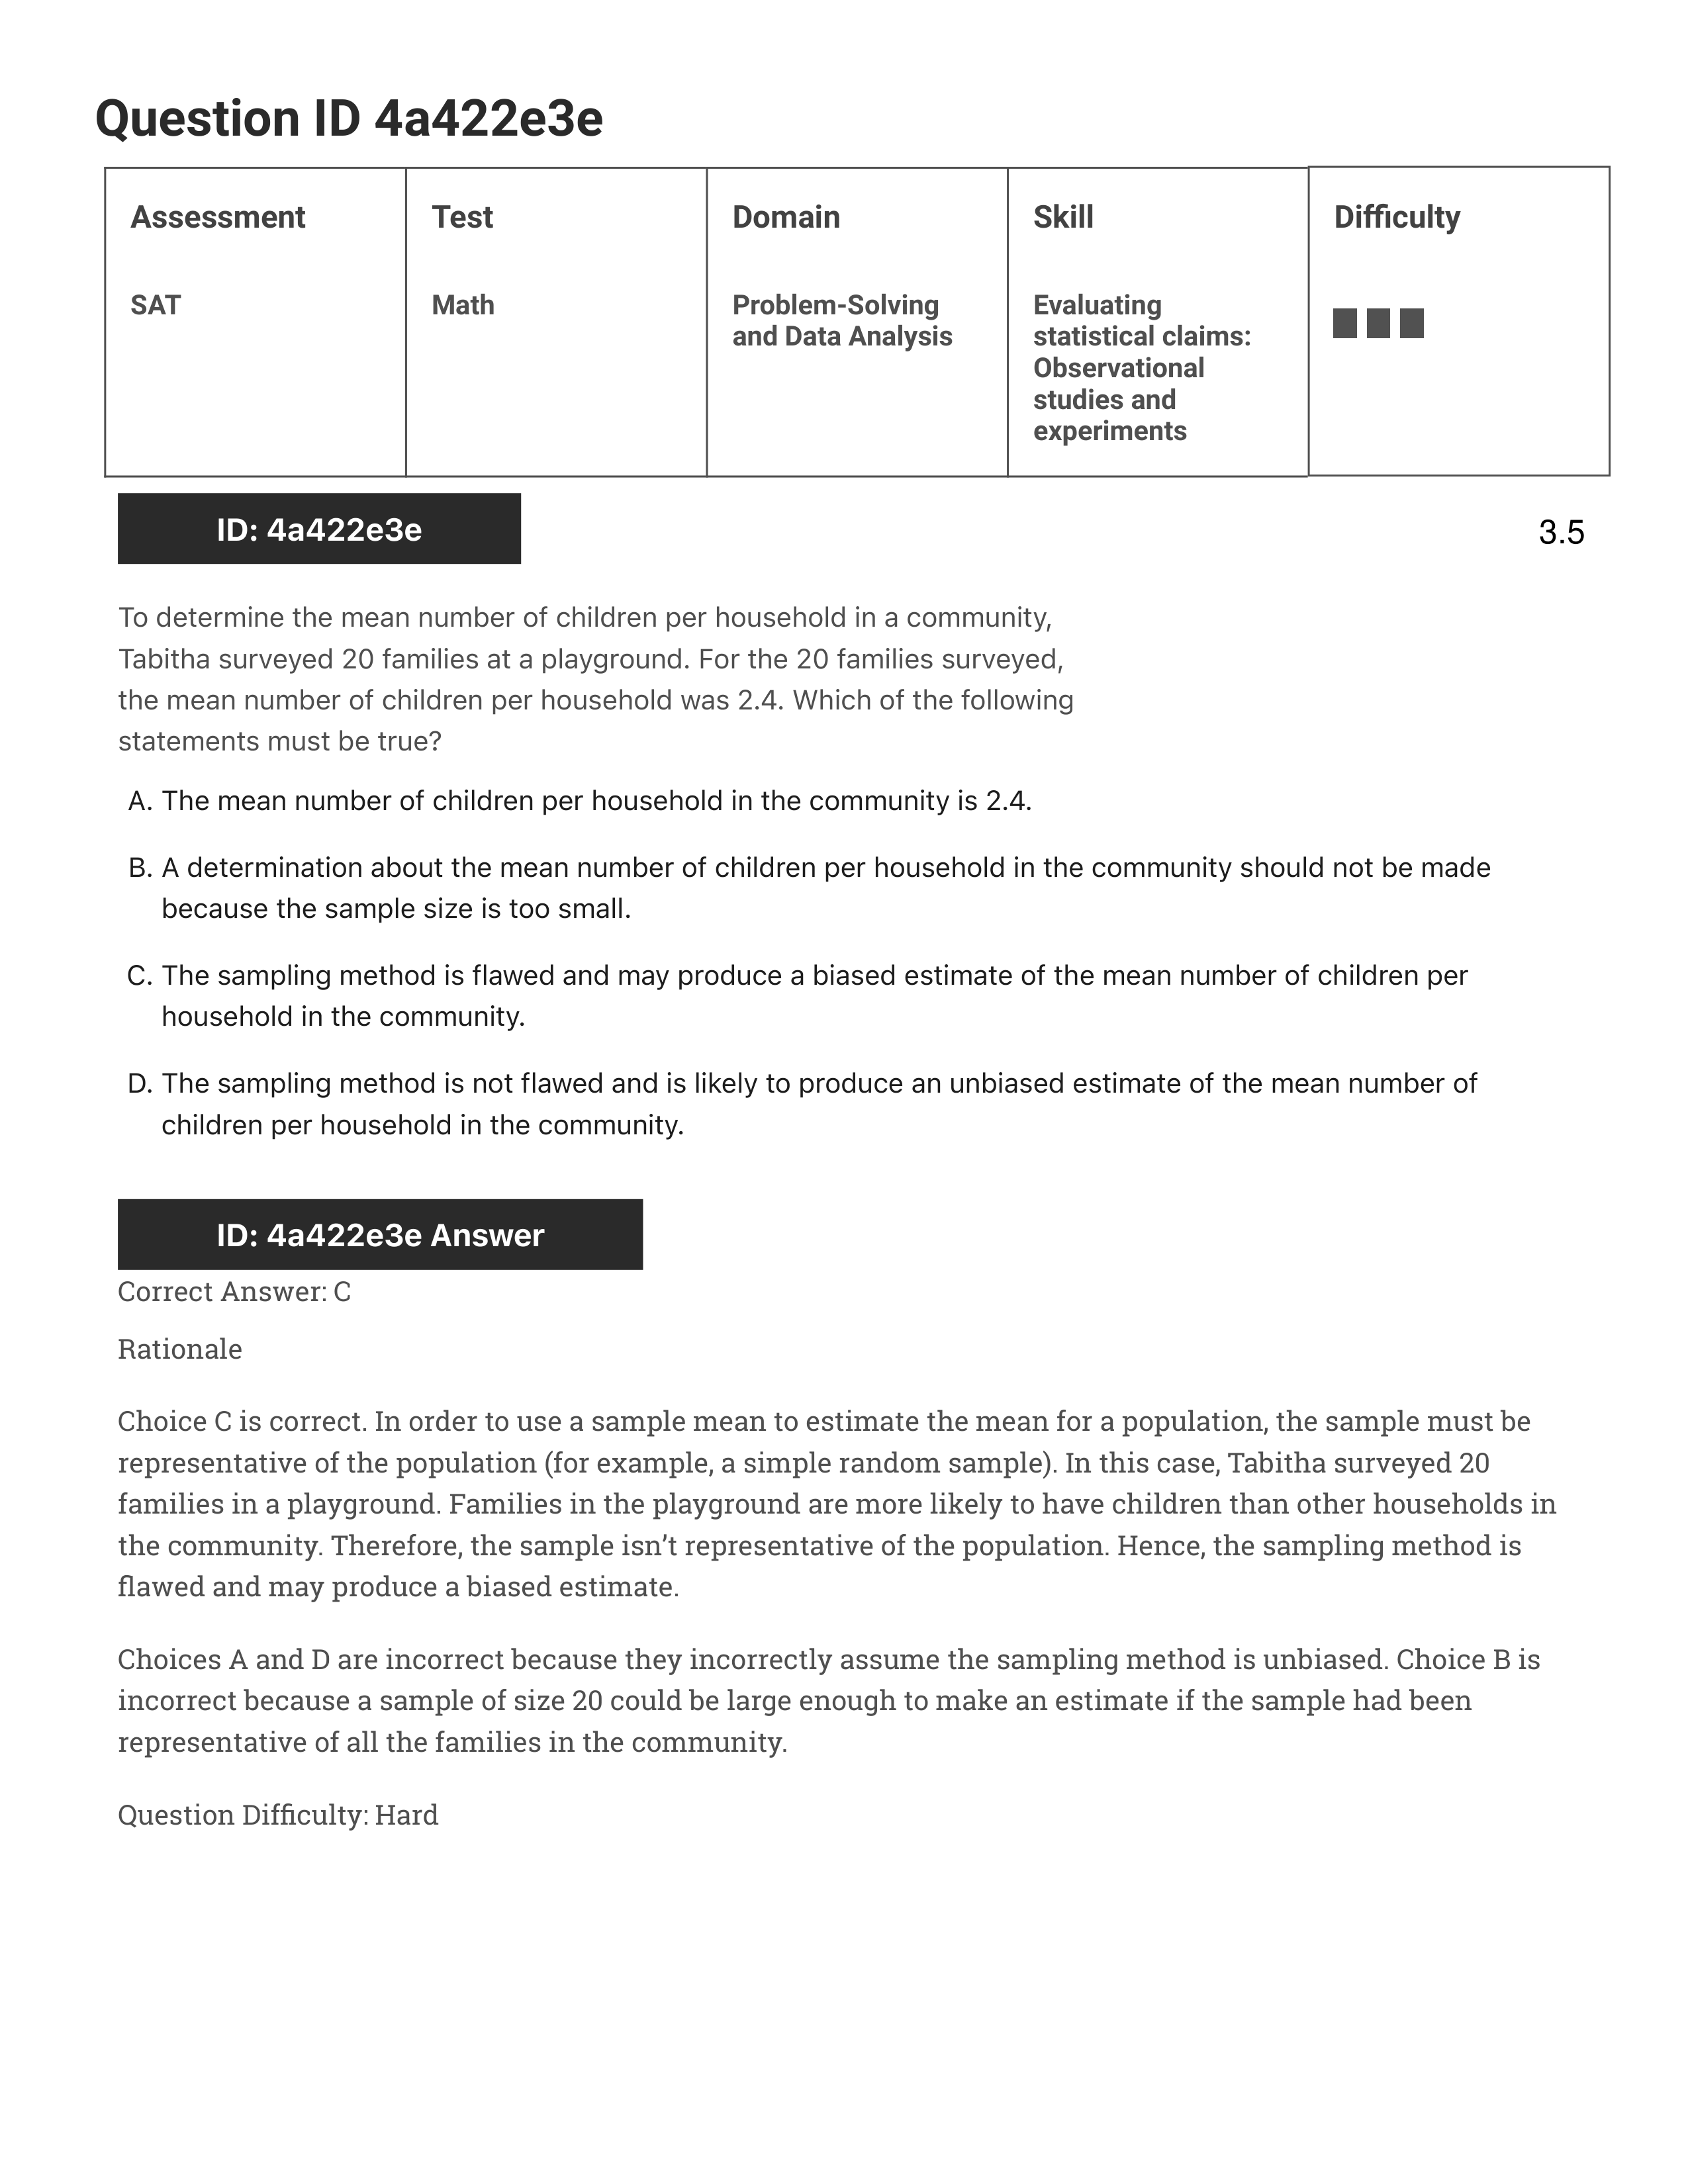 Question ID 4a422e3e
Assessment
Test
Domain
Skill
Difficulty
SAT
Math
Problem-Solving
and Data Analysis
Evaluating
statistical claims:
Observational
studies and
experiments
ID: 4a422e3e
3.5
To determine the mean number of children per household in a community,
Tabitha surveyed 20 families at a playground. For the 20 families surveyed,
the mean number of children per household was 2.4. Which of the following
statements must be true?
A. The mean number of children per household in the community is 2.4.
B. A determination about the mean number of children per household in the community should not be made
because the sample size is too small.
C. The sampling method is flawed and may produce a biased estimate of the mean number of children per
household in the community.
D. The sampling method is not flawed and is likely to produce an unbiased estimate of the mean number of
children per household in the community.
ID: 4a422e3e Answer
Correct Answer: C
Rationale
Choice C is correct. In order to use a sample mean to estimate the mean for a population, the sample must be
representative of the population (for example, a simple random sample). In this case, Tabitha surveyed 20
families in a playground. Families in the playground are more likely to have children than other households in
the community. Therefore, the sample isn’t representative of the population. Hence, the sampling method is
flawed and may produce a biased estimate.
Choices A and D are incorrect because they incorrectly assume the sampling method is unbiased. Choice B is
incorrect because a sample of size 20 could be large enough to make an estimate if the sample had been
representative of all the families in the community.
Question Difficulty: Hard